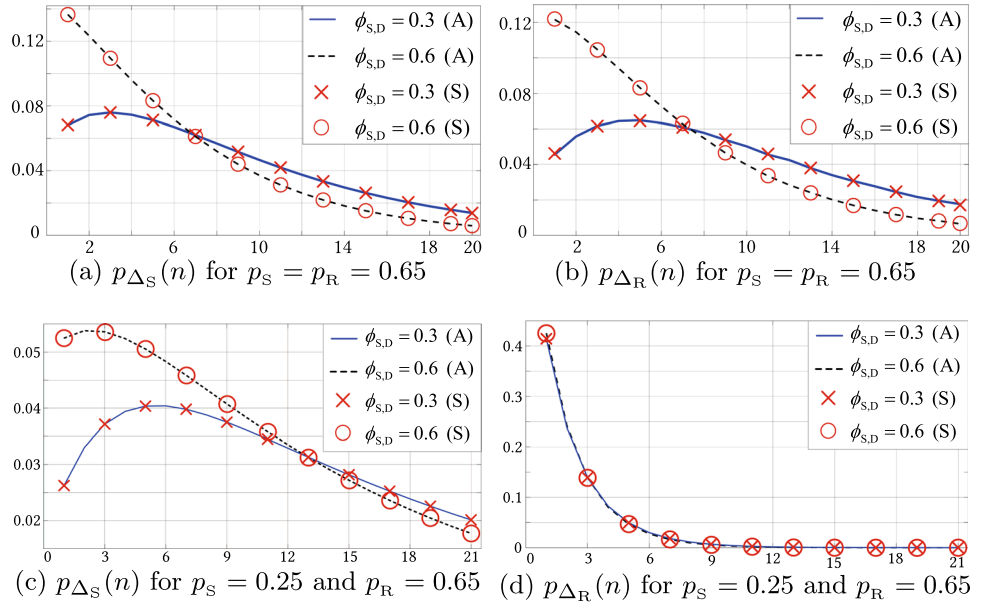 0.12
0.08
0.04
0
2 6 8 10 14 18 20
ϕS,D = 0.3 (A)
ϕS,D = 0.6 (A)
ϕS,D = 0.3 (S)
ϕS,D = 0.6 (S)
(a) pΔS(n) for pS = pR = 0.65
0.12
0.08
0.04
0
2 6 8 10 14 18 20
ϕS,D = 0.3 (A)
ϕS,D = 0.6 (A)
ϕS,D = 0.3 (S)
ϕS,D = 0.6 (S)
(b) pΔR(n) for pS = pR = 0.65
0.05
0.04
0.03
0.02
0 3 6 9 12 15 18 21
ϕS,D = 0.3 (A)
ϕS,D = 0.6 (A)
ϕS,D = 0.3 (S)
ϕS,D = 0.6 (S)
(c) pΔS(n) for pS = 0.25 and pR = 0.65
0.4
0.3
0.2
0.1
0
0 3 6 9 12 15 18 21
ϕS,D = 0.3 (A)
ϕS,D = 0.6 (A)
ϕS,D = 0.3 (S)
ϕS,D = 0.6 (S)
(d) pΔR(n) for pS = 0.25 and pR = 0.65